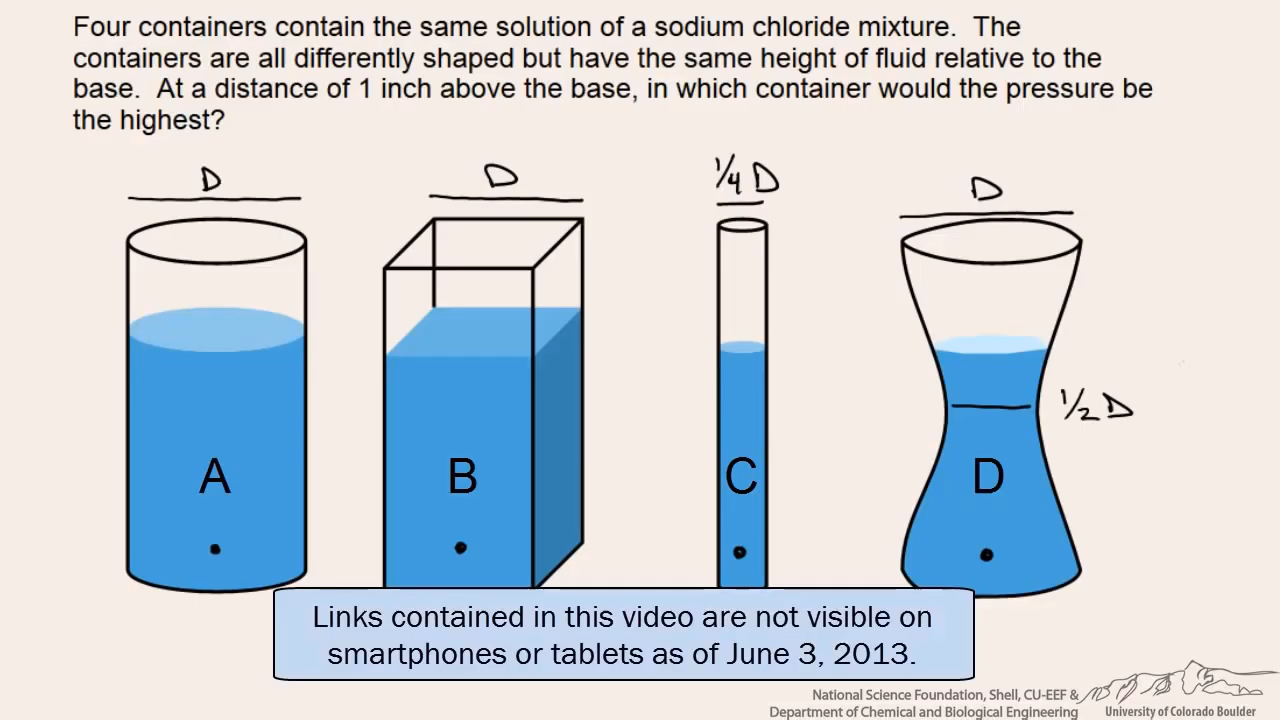 Four containers contain the same solution of a sodium chloride mixture. The
containers are all differently shaped but have the same height of fluid relative to the
base. At a distance of 1 inch above the base, in which container would the pressure be
the highest?
D
D
1/4 D
D
1/2 D
A
B
C
D
Links contained in this video are not visible on
smartphones or tablets as of June 3, 2013.
National Science Foundation, Shell, CU-EEF &
Department of Chemical and Biological Engineering
University of Colorado Boulder